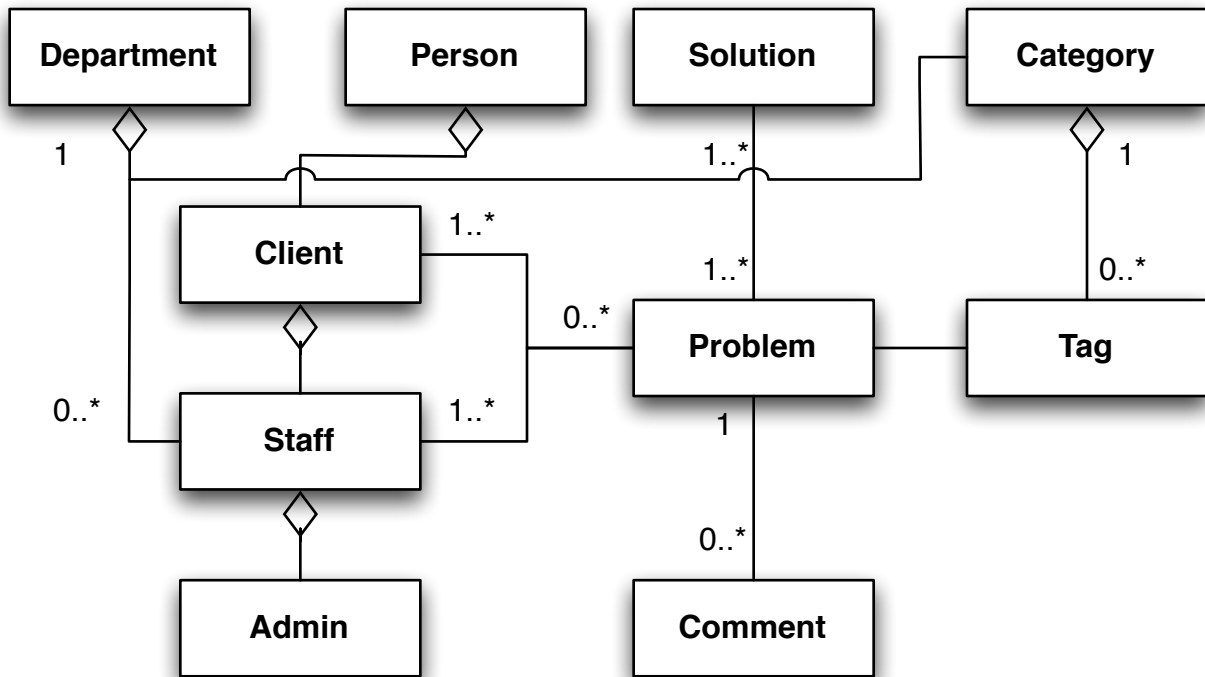 Department
Person
Solution
Category
1
1..*
1
Client
1..*
1..*
0..*
0..*
Problem
Tag
0..*
1..*
1
Staff
0..*
Admin
Comment